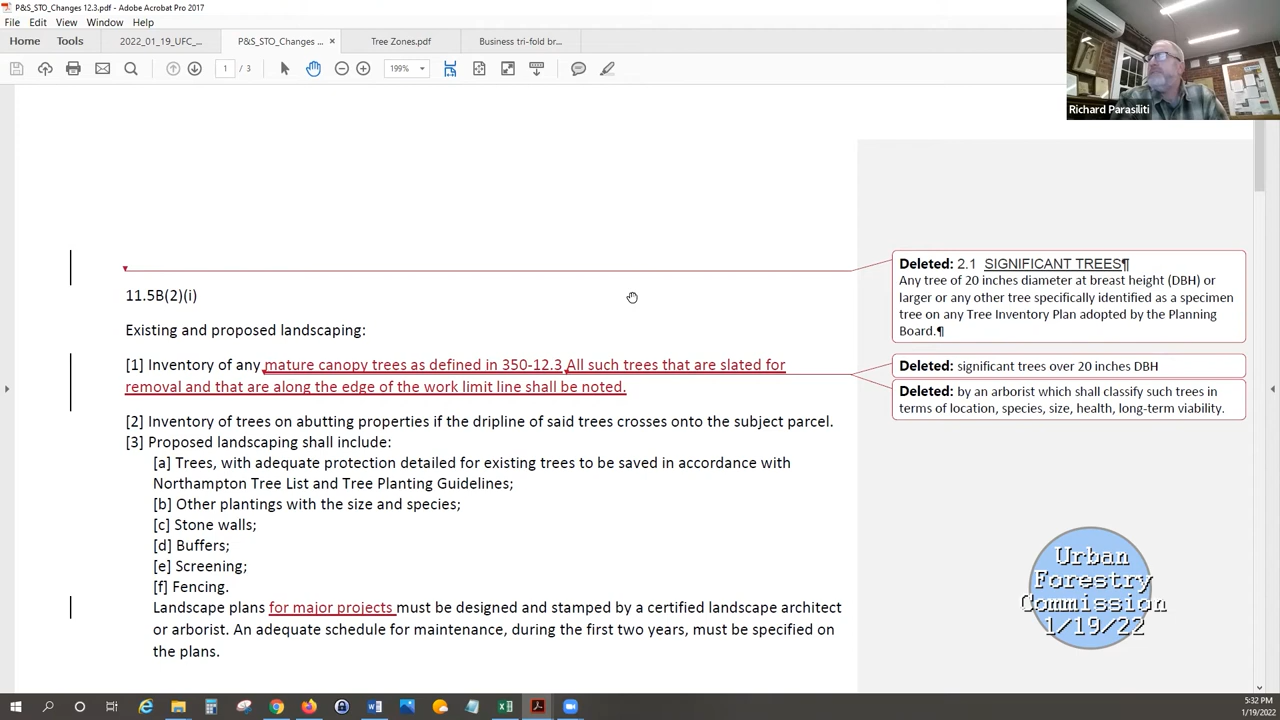 P&S_STO_Changes 12.3.pdf - Adobe Acrobat Pro 2017
File Edit View Window Help
Home Tools 2022_01_19_UFC_... P&S_STO_Changes ... × Tree Zones.pdf Business tri-fold br...
1 / 3 199%
Richard Parasiliti
11.5B(2)(i)
Existing and proposed landscaping:
[1] Inventory of any mature canopy trees as defined in 350-12.3 All such trees that are slated for
removal and that are along the edge of the work limit line shall be noted.
[2] Inventory of trees on abutting properties if the dripline of said trees crosses onto the subject parcel.
[3] Proposed landscaping shall include:
[a] Trees, with adequate protection detailed for existing trees to be saved in accordance with
Northampton Tree List and Tree Planting Guidelines;
[b] Other plantings with the size and species;
[c] Stone walls;
[d] Buffers;
[e] Screening;
[f] Fencing.
Landscape plans for major projects must be designed and stamped by a certified landscape architect
or arborist. An adequate schedule for maintenance, during the first two years, must be specified on
the plans.
Deleted: 2.1 SIGNIFICANT TREES¶
Any tree of 20 inches diameter at breast height (DBH) or
larger or any other tree specifically identified as a specimen
tree on any Tree Inventory Plan adopted by the Planning
Board.¶
Deleted: significant trees over 20 inches DBH
Deleted: by an arborist which shall classify such trees in
terms of location, species, size, health, long-term viability.
Urban
Forestry
Commission
1/19/22
5:32 PM
1/19/2022